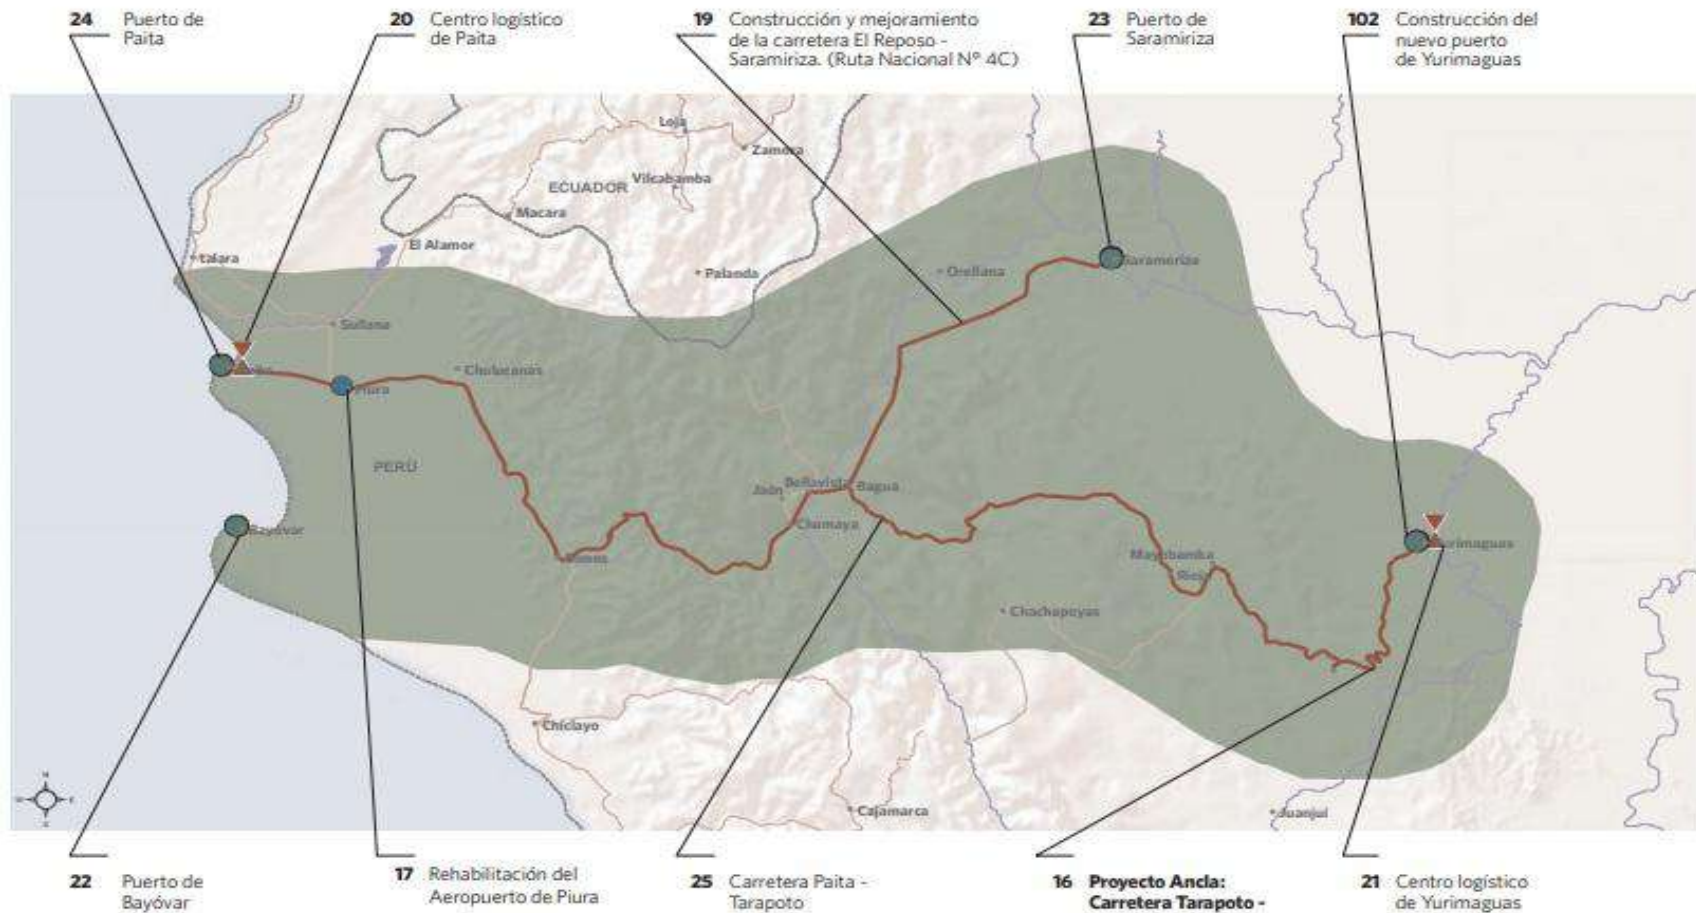 24 Puerto de
Paita
20 Centro logístico
de Paita
19 Construcción y mejoramiento
de la carretera El Reposo -
Saramiriza. (Ruta Nacional Nº 4C)
23 Puerto de
Saramiriza
102 Construcción del
nuevo puerto
de Yurimaguas
Loja
Zamora
ECUADOR
Vilcabamba
Macara
El Alamor
talara
Palanda
Orellana
Sarameriza
Sullana
Chulucanas
Piura
PERÚ
Jaén
Bellavista
Bagua
Bayóvar
Chamaya
Moyobamba
Rioja
Yurimaguas
Chachapoyas
Chiclayo
Cajamarca
Juanjui
N
22 Puerto de
Bayóvar
17 Rehabilitación del
Aeropuerto de Piura
25 Carretera Paita -
Tarapoto
16 Proyecto Ancla:
Carretera Tarapoto -
21 Centro logístico
de Yurimaguas